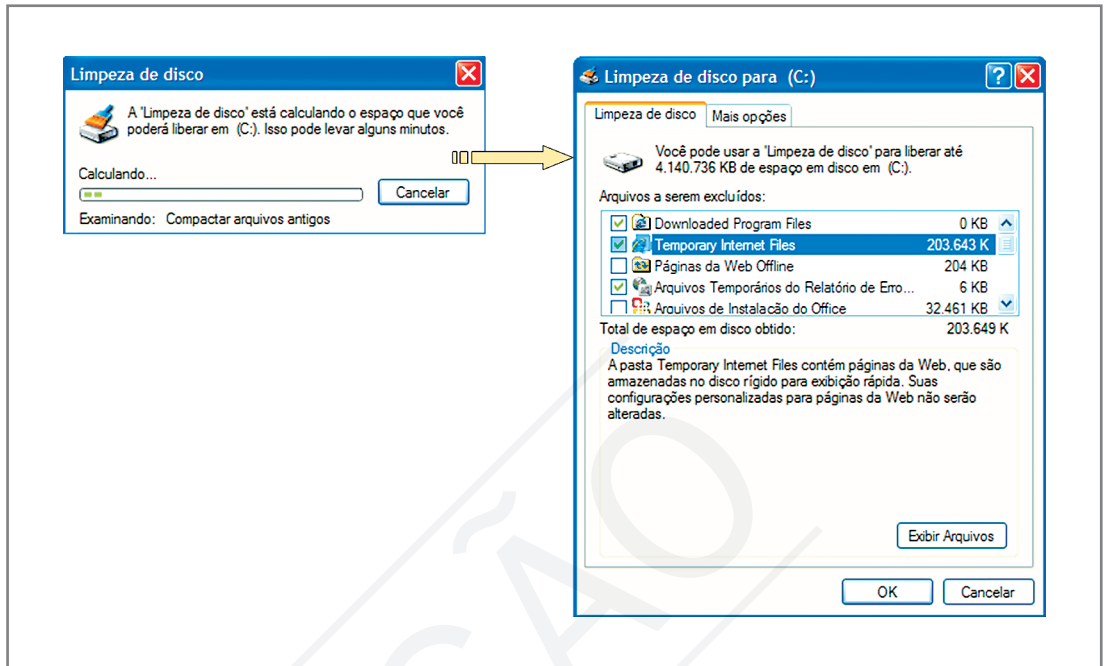 Limpeza de disco
A 'Limpeza de disco' está calculando o espaço que você
poderá liberar em  (C:). Isso pode levar alguns minutos.
Calculando...
Cancelar
Examinando:  Compactar arquivos antigos
Limpeza de disco para  (C:)
Limpeza de disco
Mais opções
Você pode usar a 'Limpeza de disco' para liberar até
4.140.736 KB de espaço em disco em  (C:).
Arquivos a serem excluídos:
Downloaded Program Files 0 KB
Temporary Internet Files 203.643 K
Páginas da Web Offline 204 KB
Arquivos Temporários do Relatório de Erro... 6 KB
Arquivos de Instalação do Office 32.461 KB
Total de espaço em disco obtido: 203.649 K
Descrição
A pasta Temporary Internet Files contém páginas da Web, que são
armazenadas no disco rígido para exibição rápida. Suas
configurações personalizadas para páginas da Web não serão
alteradas.
Exibir Arquivos
OK
Cancelar
ÃO